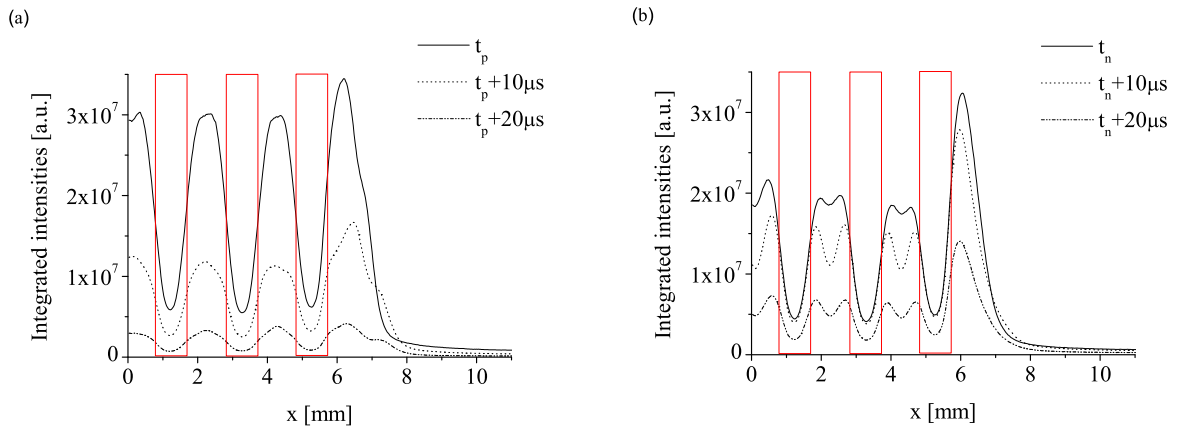 (a)
t_p
t_p+10μs
t_p+20μs
Integrated intensities [a.u.]
3x10^7
2x10^7
1x10^7
0
0 2 4 6 8 10
x [mm]
(b)
t_n
t_n+10μs
t_n+20μs
Integrated intensities [a.u.]
3x10^7
2x10^7
1x10^7
0
0 2 4 6 8 10
x [mm]